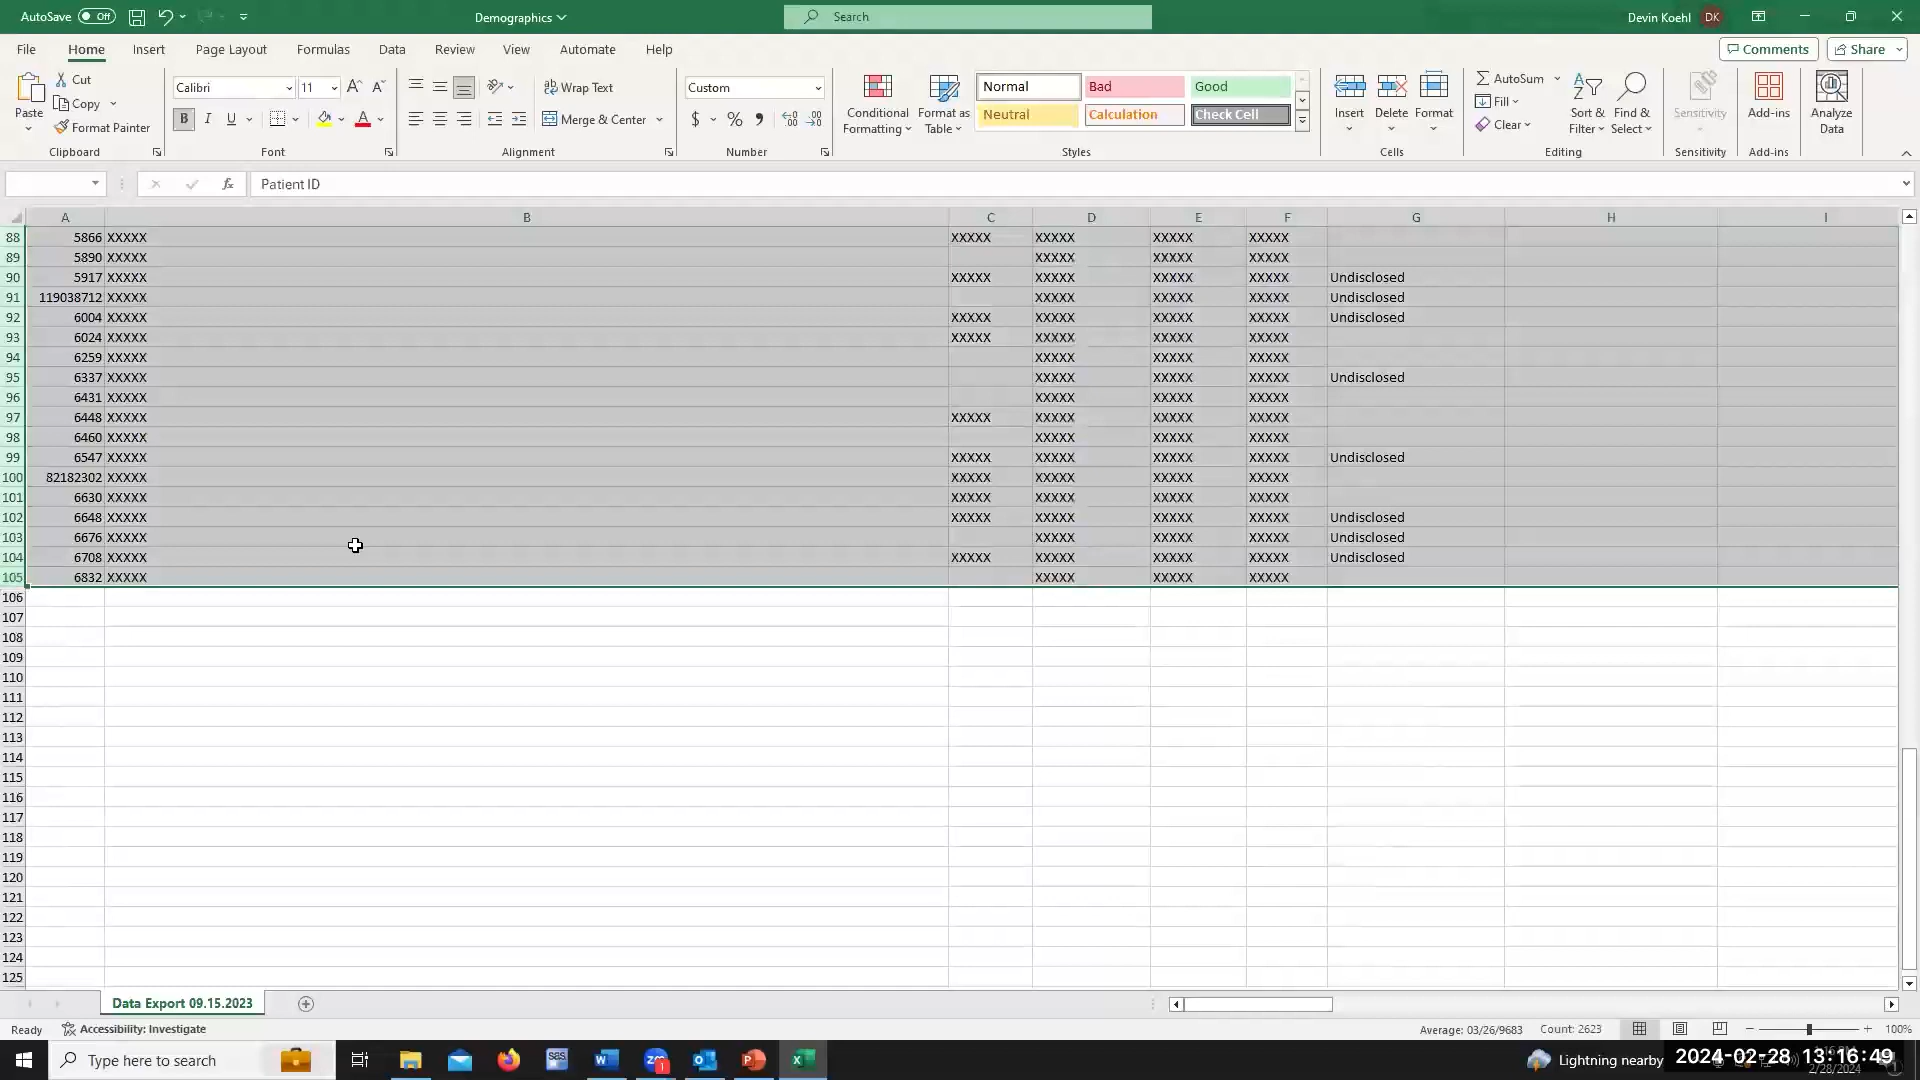 AutoSave Off Demographics Search Devin Koehl DK
File Home Insert Page Layout Formulas Data Review View Automate Help Comments Share
Paste Cut Copy Format Painter Clipboard
Calibri 11 A A B I U A Font
Wrap Text Merge & Center Alignment
Custom $ % Number
Conditional Formatting Format as Table Normal Bad Good Neutral Calculation Check Cell Styles
Insert Delete Format Cells
AutoSum Fill Clear Sort & Filter Find & Select Editing
Sensitivity Sensitivity
Add-ins Add-ins
Analyze Data
fx Patient ID
A B C D E F G H I
88 5866 XXXXX XXXXX XXXXX XXXXX XXXXX
89 5890 XXXXX XXXXX XXXXX XXXXX
90 5917 XXXXX XXXXX XXXXX XXXXX XXXXX Undisclosed
91 119038712 XXXXX XXXXX XXXXX XXXXX Undisclosed
92 6004 XXXXX XXXXX XXXXX XXXXX XXXXX Undisclosed
93 6024 XXXXX XXXXX XXXXX XXXXX XXXXX
94 6259 XXXXX XXXXX XXXXX XXXXX
95 6337 XXXXX XXXXX XXXXX XXXXX Undisclosed
96 6431 XXXXX XXXXX XXXXX XXXXX
97 6448 XXXXX XXXXX XXXXX XXXXX XXXXX
98 6460 XXXXX XXXXX XXXXX XXXXX
99 6547 XXXXX XXXXX XXXXX XXXXX XXXXX Undisclosed
100 82182302 XXXXX XXXXX XXXXX XXXXX XXXXX
101 6630 XXXXX XXXXX XXXXX XXXXX XXXXX
102 6648 XXXXX XXXXX XXXXX XXXXX XXXXX Undisclosed
103 6676 XXXXX XXXXX XXXXX XXXXX Undisclosed
104 6708 XXXXX XXXXX XXXXX XXXXX XXXXX Undisclosed
105 6832 XXXXX XXXXX XXXXX XXXXX
106
107
108
109
110
111
112
113
114
115
116
117
118
119
120
121
122
123
124
125
Data Export 09.15.2023
Ready Accessibility: Investigate Average: 03/26/9683 Count: 2623 100%
Type here to search Lightning nearby 2024-02-28 13:16:49
2/28/2024